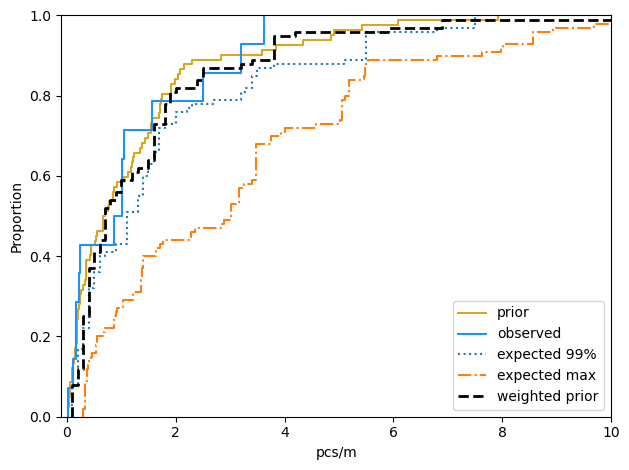 1.0
0.8
0.6
0.4
0.2
0.0
Proportion
0 2 4 6 8 10
pcs/m
prior
observed
expected 99%
expected max
weighted prior